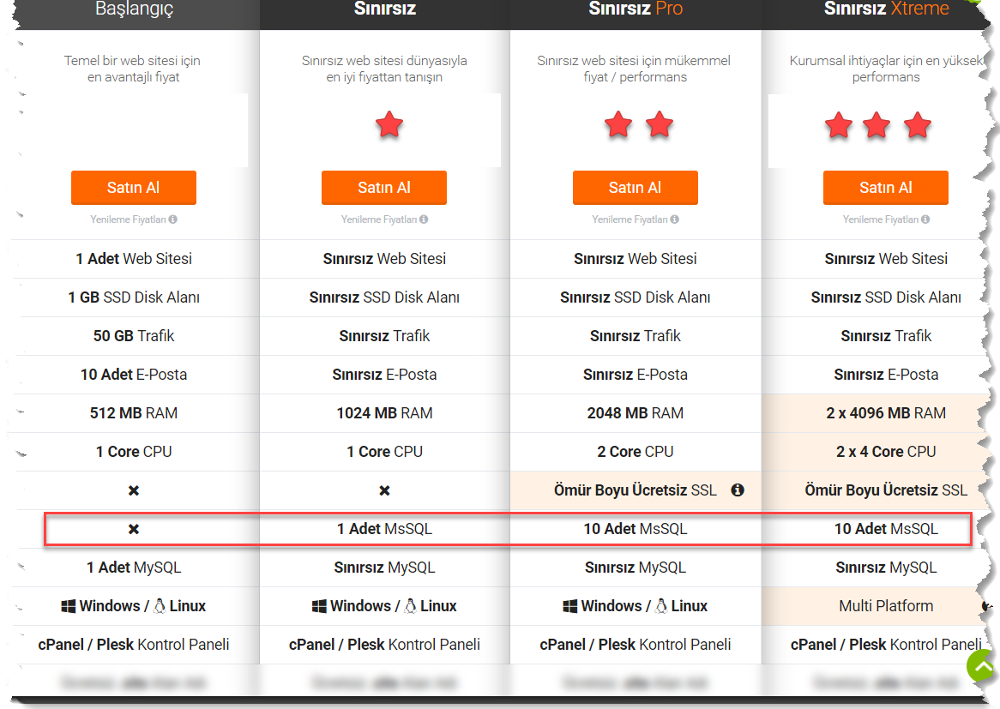 Başlangıç
Sınırsız
Sınırsız Pro
Sınırsız Xtreme
Temel bir web sitesi için
en avantajlı fiyat
Sınırsız web sitesi dünyasıyla
en iyi fiyattan tanışın
Sınırsız web sitesi için mükemmel
fiyat / performans
Kurumsal ihtiyaçlar için en yüksek
performans
Satın Al
Satın Al
Satın Al
Satın Al
Yenileme Fiyatları
Yenileme Fiyatları
Yenileme Fiyatları
Yenileme Fiyatları
1 Adet Web Sitesi
Sınırsız Web Sitesi
Sınırsız Web Sitesi
Sınırsız Web Sitesi
1 GB SSD Disk Alanı
Sınırsız SSD Disk Alanı
Sınırsız SSD Disk Alanı
Sınırsız SSD Disk Alanı
50 GB Trafik
Sınırsız Trafik
Sınırsız Trafik
Sınırsız Trafik
10 Adet E-Posta
Sınırsız E-Posta
Sınırsız E-Posta
Sınırsız E-Posta
512 MB RAM
1024 MB RAM
2048 MB RAM
2 x 4096 MB RAM
1 Core CPU
1 Core CPU
2 Core CPU
2 x 4 Core CPU
Ömür Boyu Ücretsiz SSL
Ömür Boyu Ücretsiz SSL
1 Adet MsSQL
10 Adet MsSQL
10 Adet MsSQL
1 Adet MySQL
Sınırsız MySQL
Sınırsız MySQL
Sınırsız MySQL
Windows / Linux
Windows / Linux
Windows / Linux
Multi Platform
cPanel / Plesk Kontrol Paneli
cPanel / Plesk Kontrol Paneli
cPanel / Plesk Kontrol Paneli
cPanel / Plesk Kontrol Paneli